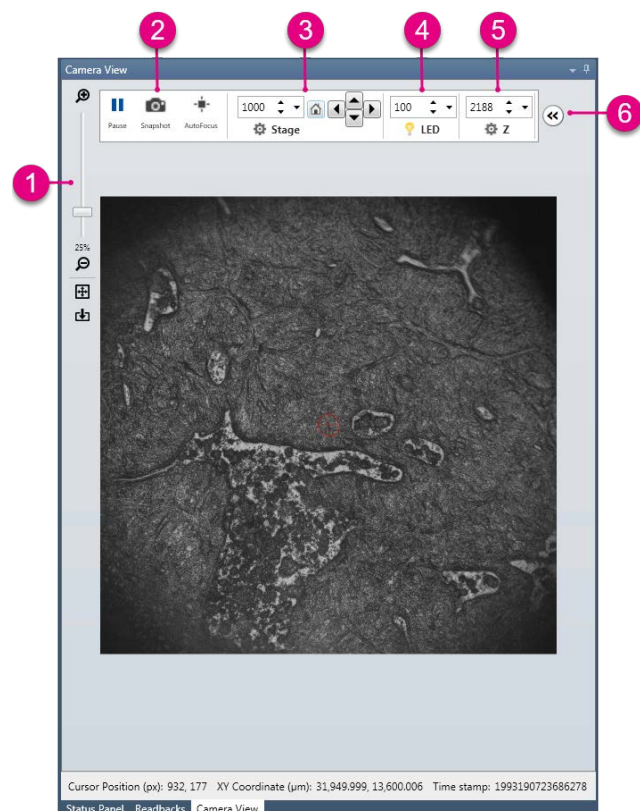 2 3 4 5
Camera View
1000 100 2188 6
Pause Snapshot AutoFocus Stage LED Z
1
25%
Cursor Position (px): 932, 177 XY Coordinate (µm): 31,949.999, 13,600.006 Time stamp: 1993190723686278
Status Panel Readbacks Camera View